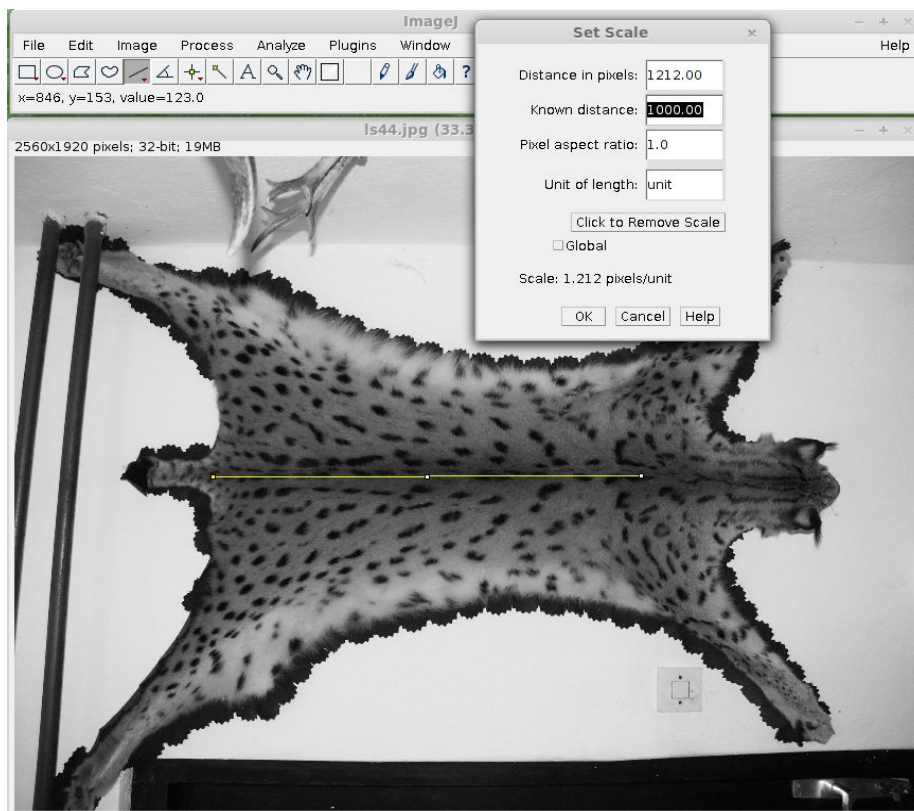 ImageJ
File Edit Image Process Analyze Plugins Window Help
A ?
x=846, y=153, value=123.0
ls44.jpg (33.3
2560x1920 pixels; 32-bit; 19MB
Set Scale
Distance in pixels: 1212.00
Known distance: 1000.00
Pixel aspect ratio: 1.0
Unit of length: unit
Click to Remove Scale
Global
Scale: 1.212 pixels/unit
OK Cancel Help